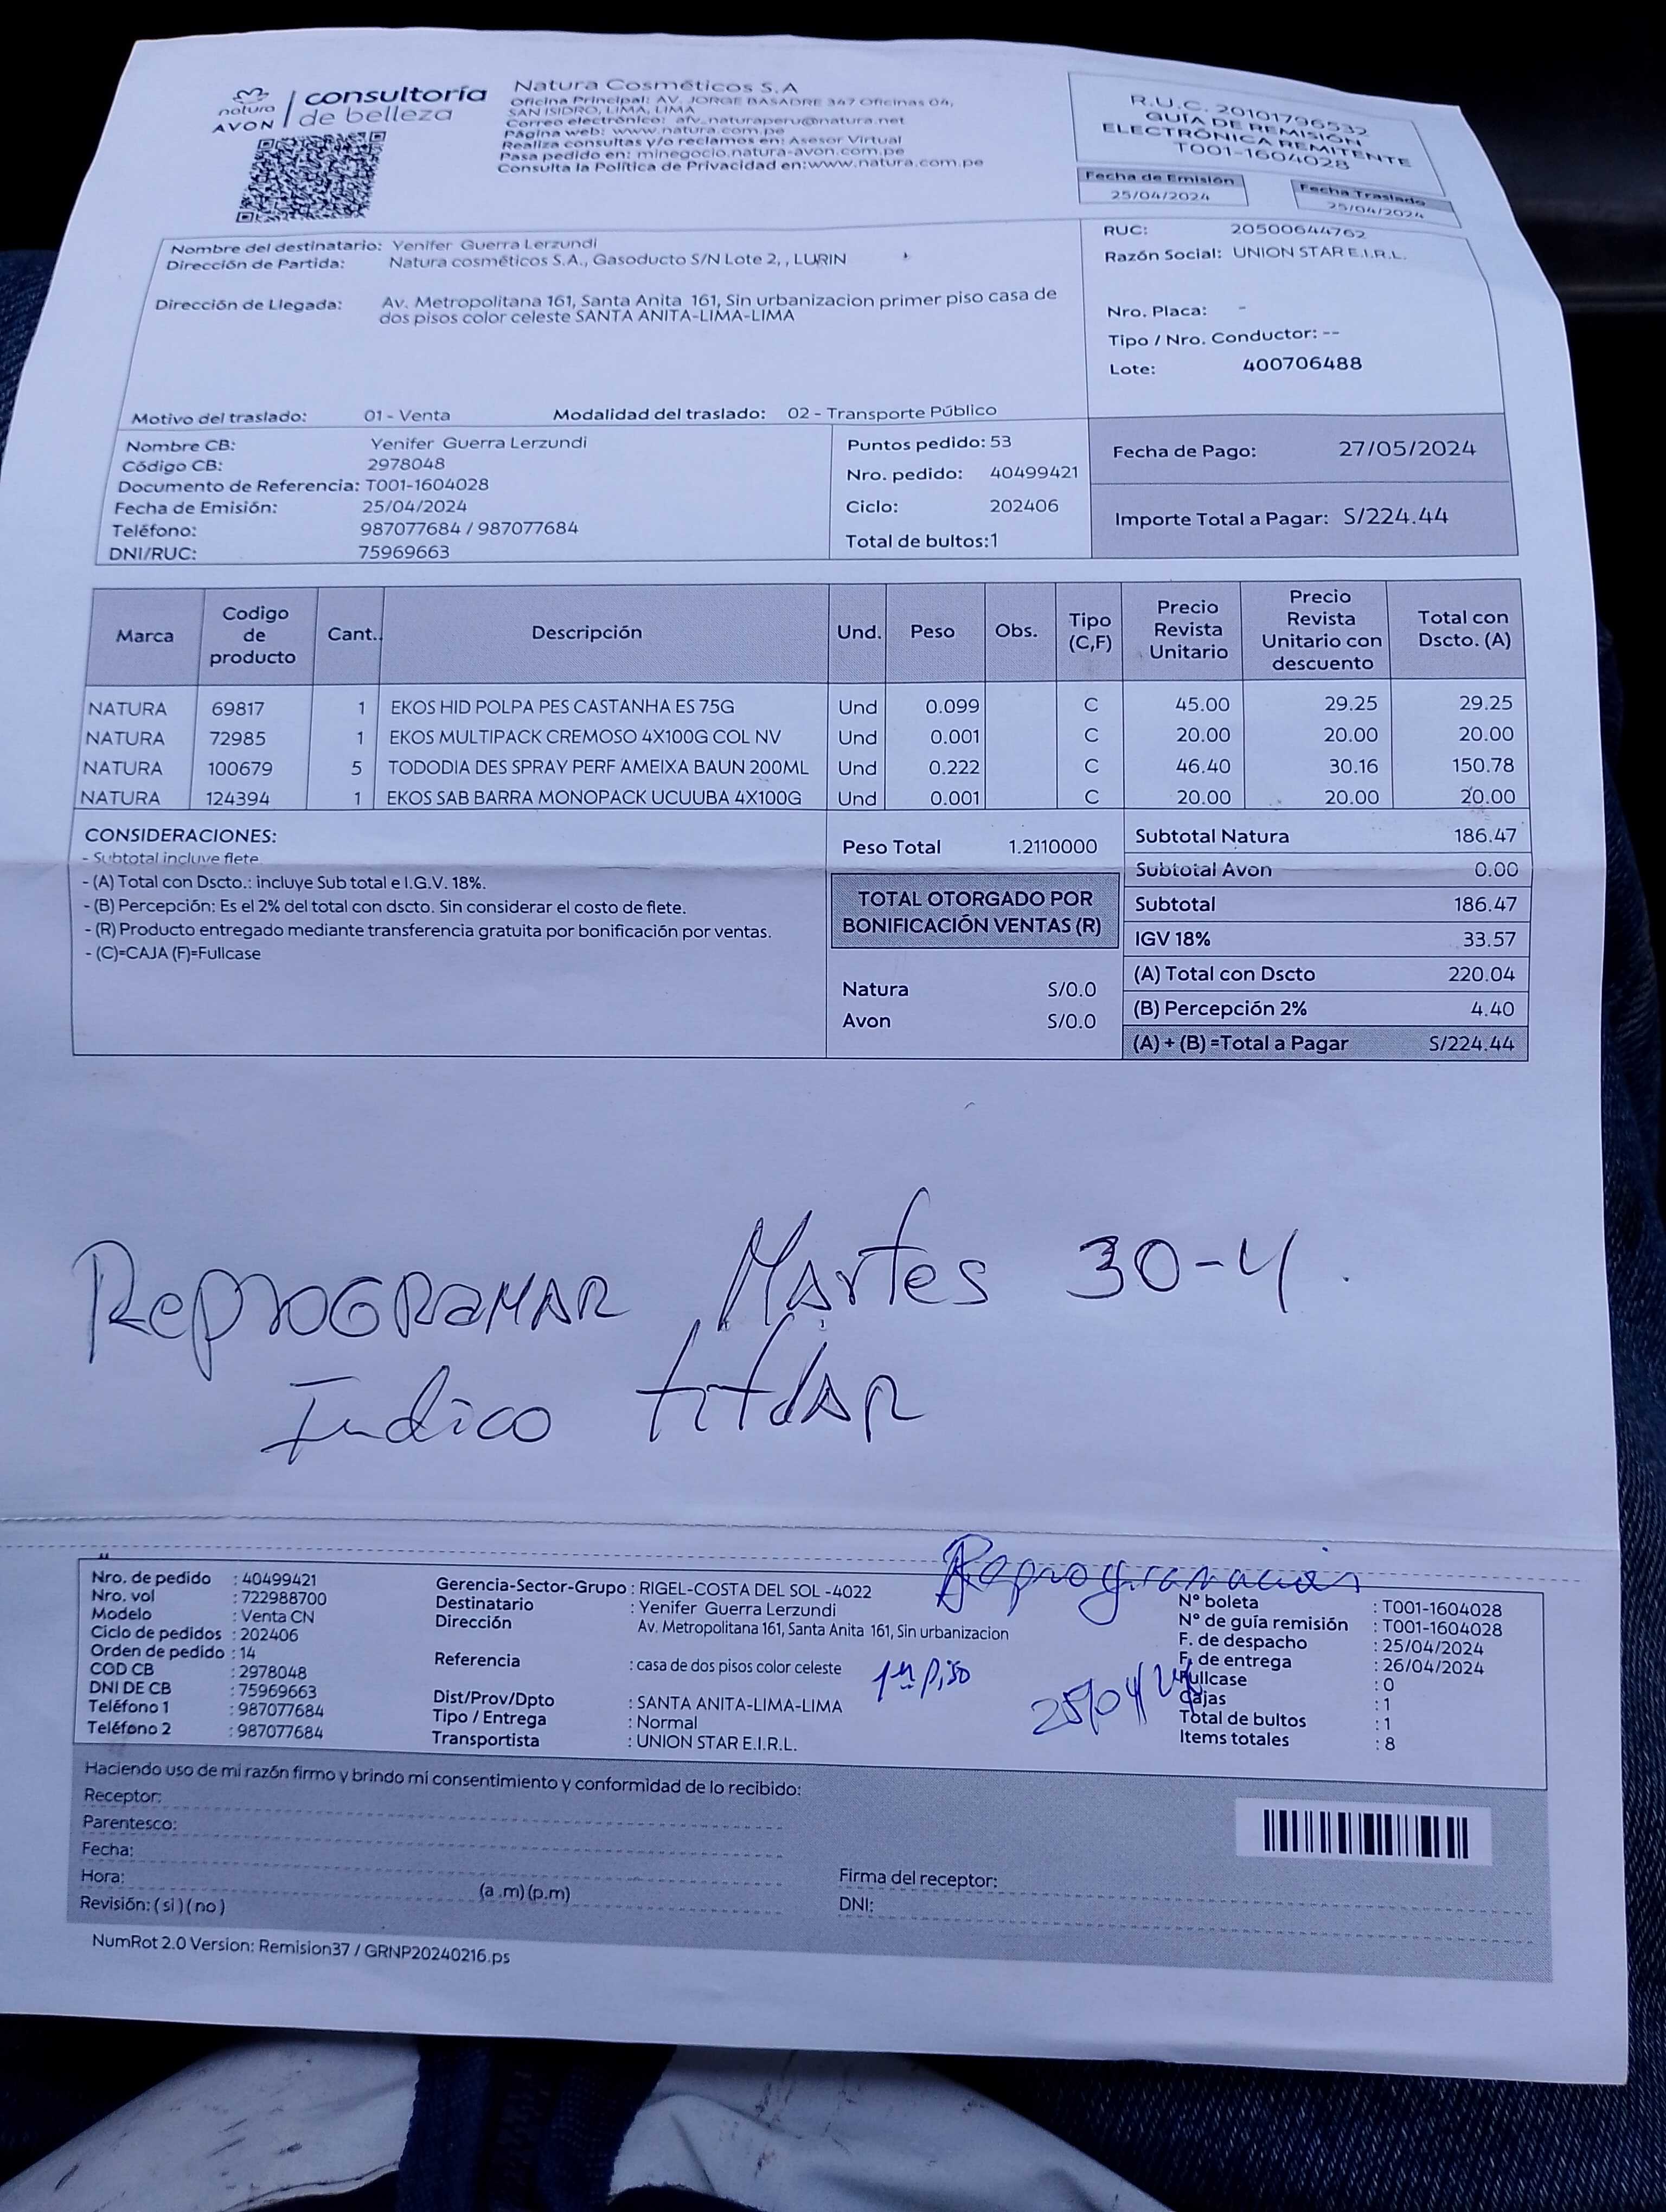 natura
AVON
consultoría
de belleza
Natura Cosméticos S.A
Oficina Principal: AV. JORGE BASADRE 347 Oficinas 04,
SAN ISIDRO, LIMA, LIMA
Correo electrónico: afv_naturaperu@natura.net
Página web: www.natura.com.pe
Realiza consultas y/o reclamos en: Asesor Virtual
Pasa pedido en: minegocio.natura-avon.com.pe
Consulta la Política de Privacidad en:www.natura.com.pe
R.U.C. 20101796532
GUÍA DE REMISIÓN
ELECTRÓNICA REMITENTE
T001-1604028
Fecha de Emisión
25/04/2024
Fecha Traslado
25/04/2024
Nombre del destinatario: Yenifer Guerra Lerzundi
Dirección de Partida: Natura cosméticos S.A., Gasoducto S/N Lote 2, , LURIN
Dirección de Llegada: Av. Metropolitana 161, Santa Anita 161, Sin urbanizacion primer piso casa de
dos pisos color celeste SANTA ANITA-LIMA-LIMA
RUC: 20500644762
Razón Social: UNION STAR E.I.R.L.
Nro. Placa: -
Tipo / Nro. Conductor: --
Lote: 400706488
Motivo del traslado: 01 - Venta Modalidad del traslado: 02 - Transporte Público
Nombre CB: Yenifer Guerra Lerzundi
Código CB: 2978048
Documento de Referencia: T001-1604028
Fecha de Emisión: 25/04/2024
Teléfono: 987077684 / 987077684
DNI/RUC: 75969663
Puntos pedido: 53
Nro. pedido: 40499421
Ciclo: 202406
Total de bultos:1
Fecha de Pago: 27/05/2024
Importe Total a Pagar: S/224.44
Marca Codigo de producto Cant. Descripción Und. Peso Obs. Tipo (C,F) Precio Revista Unitario Precio Revista Unitario con descuento Total con Dscto. (A)
NATURA 69817 1 EKOS HID POLPA PES CASTANHA ES 75G Und 0.099 C 45.00 29.25 29.25
NATURA 72985 1 EKOS MULTIPACK CREMOSO 4X100G COL NV Und 0.001 C 20.00 20.00 20.00
NATURA 100679 5 TODODIA DES SPRAY PERF AMEIXA BAUN 200ML Und 0.222 C 46.40 30.16 150.78
NATURA 124394 1 EKOS SAB BARRA MONOPACK UCUUBA 4X100G Und 0.001 C 20.00 20.00 20.00
CONSIDERACIONES:
- Subtotal incluye flete.
- (A) Total con Dscto.: incluye Sub total e I.G.V. 18%.
- (B) Percepción: Es el 2% del total con dscto. Sin considerar el costo de flete.
- (R) Producto entregado mediante transferencia gratuita por bonificación por ventas.
- (C)=CAJA (F)=Fullcase
Peso Total 1.2110000
TOTAL OTORGADO POR
BONIFICACIÓN VENTAS (R)
Natura S/0.0
Avon S/0.0
Subtotal Natura 186.47
Subtotal Avon 0.00
Subtotal 186.47
IGV 18% 33.57
(A) Total con Dscto 220.04
(B) Percepción 2% 4.40
(A) + (B) =Total a Pagar S/224.44
ReproGRaMAR Martes 30-4.
Indico
Reprogramación
Nro. de pedido : 40499421
Nro. vol : 722988700
Modelo : Venta CN
Ciclo de pedidos : 202406
Orden de pedido : 14
COD CB : 2978048
DNI DE CB : 75969663
Teléfono 1 : 987077684
Teléfono 2 : 987077684
Gerencia-Sector-Grupo : RIGEL-COSTA DEL SOL -4022
Destinatario : Yenifer Guerra Lerzundi
Dirección : Av. Metropolitana 161, Santa Anita 161, Sin urbanizacion
Referencia : casa de dos pisos color celeste
1er piso
Dist/Prov/Dpto : SANTA ANITA-LIMA-LIMA
Tipo / Entrega : Normal
Transportista : UNION STAR E.I.R.L.
25/04/24
N° boleta : T001-1604028
N° de guía remisión : T001-1604028
F. de despacho : 25/04/2024
F. de entrega : 26/04/2024
Fullcase : 0
Cajas : 1
Total de bultos : 1
Items totales : 8
Haciendo uso de mi razón firmo y brindo mi consentimiento y conformidad de lo recibido:
Receptor:
Parentesco:
Fecha:
Hora: (a .m) (p.m)
Revisión: ( si ) ( no )
Firma del receptor:
DNI:
NumRot 2.0 Version: Remision37 / GRNP20240216.ps